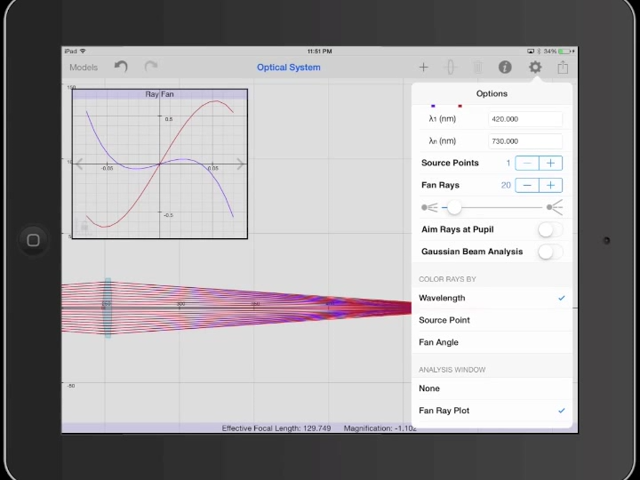 iPad
11:51 PM
34%
Models
Optical System
Options
Ray Fan
0.5
-0.05
0.05
-0.5
λ1 (nm)
420.000
λn (nm)
730.000
Source Points
1
Fan Rays
20
Aim Rays at Pupil
Gaussian Beam Analysis
COLOR RAYS BY
Wavelength
Source Point
Fan Angle
ANALYSIS WINDOW
None
Fan Ray Plot
-50
Effective Focal Length: 129.749 Magnification: -1.102